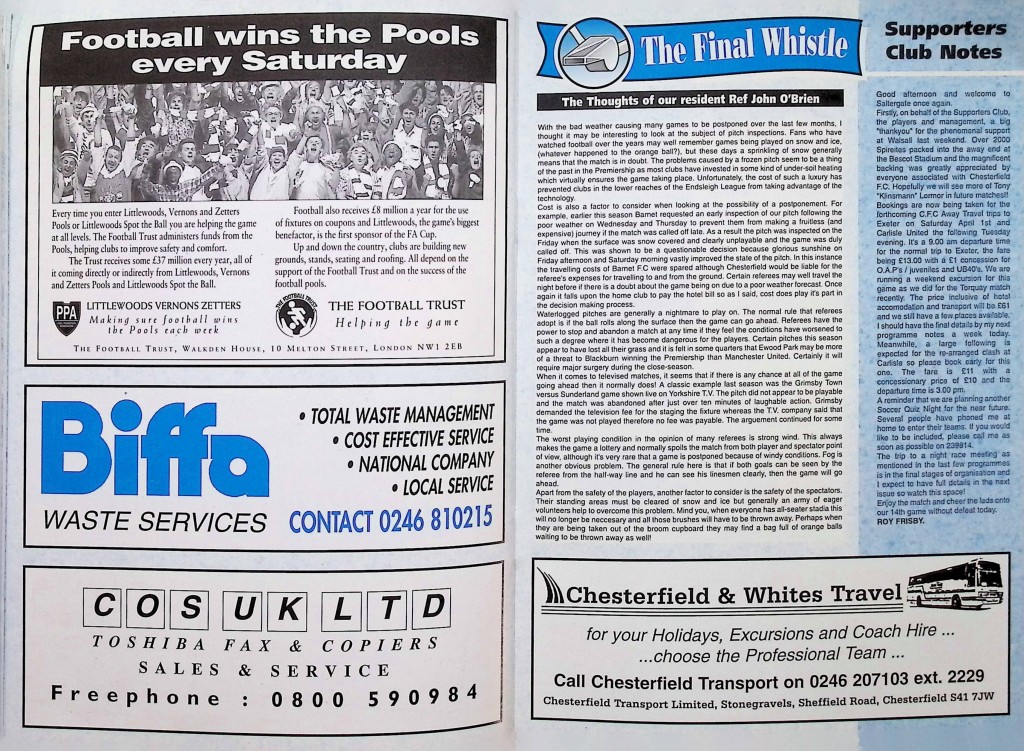 Football wins the Pools
every Saturday
Every time you enter Littlewoods, Vernons and Zetters
Pools or Littlewoods Spot the Ball you are helping the game
at all levels. The Football Trust administers funds from the
Pools, helping clubs to improve safety and comfort.
The Trust receives some £37 million every year, all of
it coming directly or indirectly from Littlewoods, Vernons
and Zetters Pools and Littlewoods Spot the Ball.
Football also receives £8 million a year for the use
of fixtures on coupons and Littlewoods, the game's biggest
benefactor, is the first sponsor of the FA Cup.
Up and down the country, clubs are building new
grounds, stands, seating and roofing. All depend on the
support of the Football Trust and on the success of the
football pools.
PPA
LITTLEWOODS VERNONS ZETTERS
Making sure football wins
the Pools each week
THE FOOTBALL TRUST
THE FOOTBALL TRUST
Helping the game
THE FOOTBALL TRUST, WALKDEN HOUSE, 10 MELTON STREET, LONDON NW1 2EB
Biffa
WASTE SERVICES
• TOTAL WASTE MANAGEMENT
• COST EFFECTIVE SERVICE
• NATIONAL COMPANY
• LOCAL SERVICE
CONTACT 0246 810215
COS UK LTD
TOSHIBA FAX & COPIERS
SALES & SERVICE
Freephone : 0800 590984
The Final Whistle
The Thoughts of our resident Ref John O'Brien
With the bad weather causing many games to be postponed over the last few months, I
thought it may be interesting to look at the subject of pitch inspections. Fans who have
watched football over the years may well remember games being played on snow and ice,
(whatever happened to the orange ball?), but these days a sprinkling of snow generally
means that the match is in doubt. The problems caused by a frozen pitch seem to be a thing
of the past in the Premiership as most clubs have invested in some kind of under-soil heating
which virtually ensures the game taking place. Unfortunately, the cost of such a luxury has
prevented clubs in the lower reaches of the Endsleigh League from taking advantage of the
technology.
Cost is also a factor to consider when looking at the possibility of a postponement. For
example, earlier this season Barnet requested an early inspection of our pitch following the
poor weather on Wednesday and Thursday to prevent them from making a fruitless (and
expensive) journey if the match was called off late. As a result the pitch was inspected on the
Friday when the surface was snow covered and clearly unplayable and the game was duly
called off. This was shown to be a questionable decision because glorious sunshine on
Friday afternoon and Saturday morning vastly improved the state of the pitch. In this instance
the travelling costs of Barnet F.C were spared although Chesterfield would be liable for the
referee's expenses for travelling to and from the ground. Certain referees may well travel the
night before if there is a doubt about the game being on due to a poor weather forecast. Once
again it falls upon the home club to pay the hotel bill so as I said, cost does play it's part in
the decision making process.
Waterlogged pitches are generally a nightmare to play on. The normal rule that referees
adopt is if the ball rolls along the surface then the game can go ahead. Referees have the
power to stop and abandon a match at any time if they feel the conditions have worsened to
such a degree where it has become dangerous for the players. Certain pitches this season
appear to have lost all their grass and it is felt in some quarters that Ewood Park may be more
of a threat to Blackburn winning the Premiership than Manchester United. Certainly it will
require major surgery during the close-season.
When it comes to televised matches, it seems that if there is any chance at all of the game
going ahead then it normally does! A classic example last season was the Grimsby Town
versus Sunderland game shown live on Yorkshire T.V. The pitch did not appear to be playable
and the match was abandoned after just over ten minutes of laughable action. Grimsby
demanded the television fee for the staging the fixture whereas the T.V. company said that
the game was not played therefore no fee was payable. The arguement continued for some
time.
The worst playing condition in the opinion of many referees is strong wind. This always
makes the game a lottery and normally spoils the match from both player and spectator point
of view, although it's very rare that a game is postponed because of windy conditions. Fog is
another obvious problem. The general rule here is that if both goals can be seen by the
referee from the half-way line and he can see his linesmen clearly, then the game will go
ahead.
Apart from the safety of the players, another factor to consider is the safety of the spectators.
Their standing areas must be cleared of snow and ice but generally an army of eager
volunteers help to overcome this problem. Mind you, when everyone has all-seater stadia this
will no longer be neccesary and all those brushes will have to be thrown away. Perhaps when
they are being taken out of the broom cupboard they may find a bag full of orange balls
waiting to be thrown away as well!
Supporters
Club Notes
Good afternoon and welcome to
Saltergate once again.
Firstly, on behalf of the Supporters Club,
the players and management, a big
"thankyou" for the phenomenal support
at Walsall last weekend. Over 2000
Spireites packed into the away end at
the Bescot Stadium and the magnificent
backing was greatly appreciated by
everyone associated with Chesterfield
F.C. Hopefully we will see more of Tony
"Kinsmann" Lormor in future matches!!
Bookings are now being taken for the
forthcoming C.F.C Away Travel trips to
Exeter on Saturday April 1st and
Carlisle United the following Tuesday
evening. It's a 9.00 am departure time
for the normal trip to Exeter, the fare
being £13.00 with a £1 concession for
O.A.P's / juveniles and UB40's. We are
running a weekend excursion for this
game as we did for the Torquay match
recently. The price inclusive of hotel
accomodation and transport will be £61
and we still have a few places available.
I should have the final details by my next
programme notes a week today.
Meanwhile, a large following is
expected for the re-arranged clash at
Carlisle so please book early for this
one. The fare is £11 with a
concessionary price of £10 and the
departure time is 3.00 pm.
A reminder that we are planning another
Soccer Quiz Night for the near future.
Several people have phoned me at
home to enter their teams. If you would
like to be included, please call me as
soon as possible on 239914.
The trip to a night race meeting as
mentioned in the last few programmes
is in the final stages of organisation and
I expect to have full details in the next
issue so watch this space!
Enjoy the match and cheer the lads onto
our 14th game without defeat today.
ROY FRISBY.
Chesterfield & Whites Travel
for your Holidays, Excursions and Coach Hire ...
...choose the Professional Team ...
Call Chesterfield Transport on 0246 207103 ext. 2229
Chesterfield Transport Limited, Stonegravels, Sheffield Road, Chesterfield S41 7JW